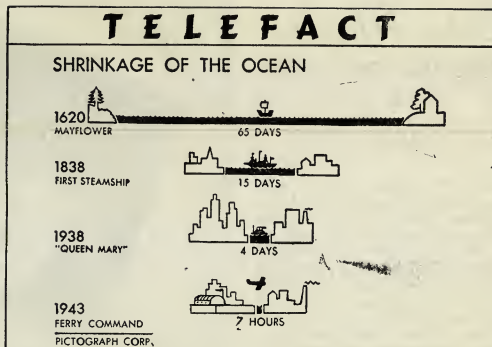 TELEFACT
SHRINKAGE OF THE OCEAN
1620
MAYFLOWER
65 DAYS
1838
FIRST STEAMSHIP
15 DAYS
1938
"QUEEN MARY"
4 DAYS
1943
FERRY COMMAND
7 HOURS
PICTOGRAPH CORP.